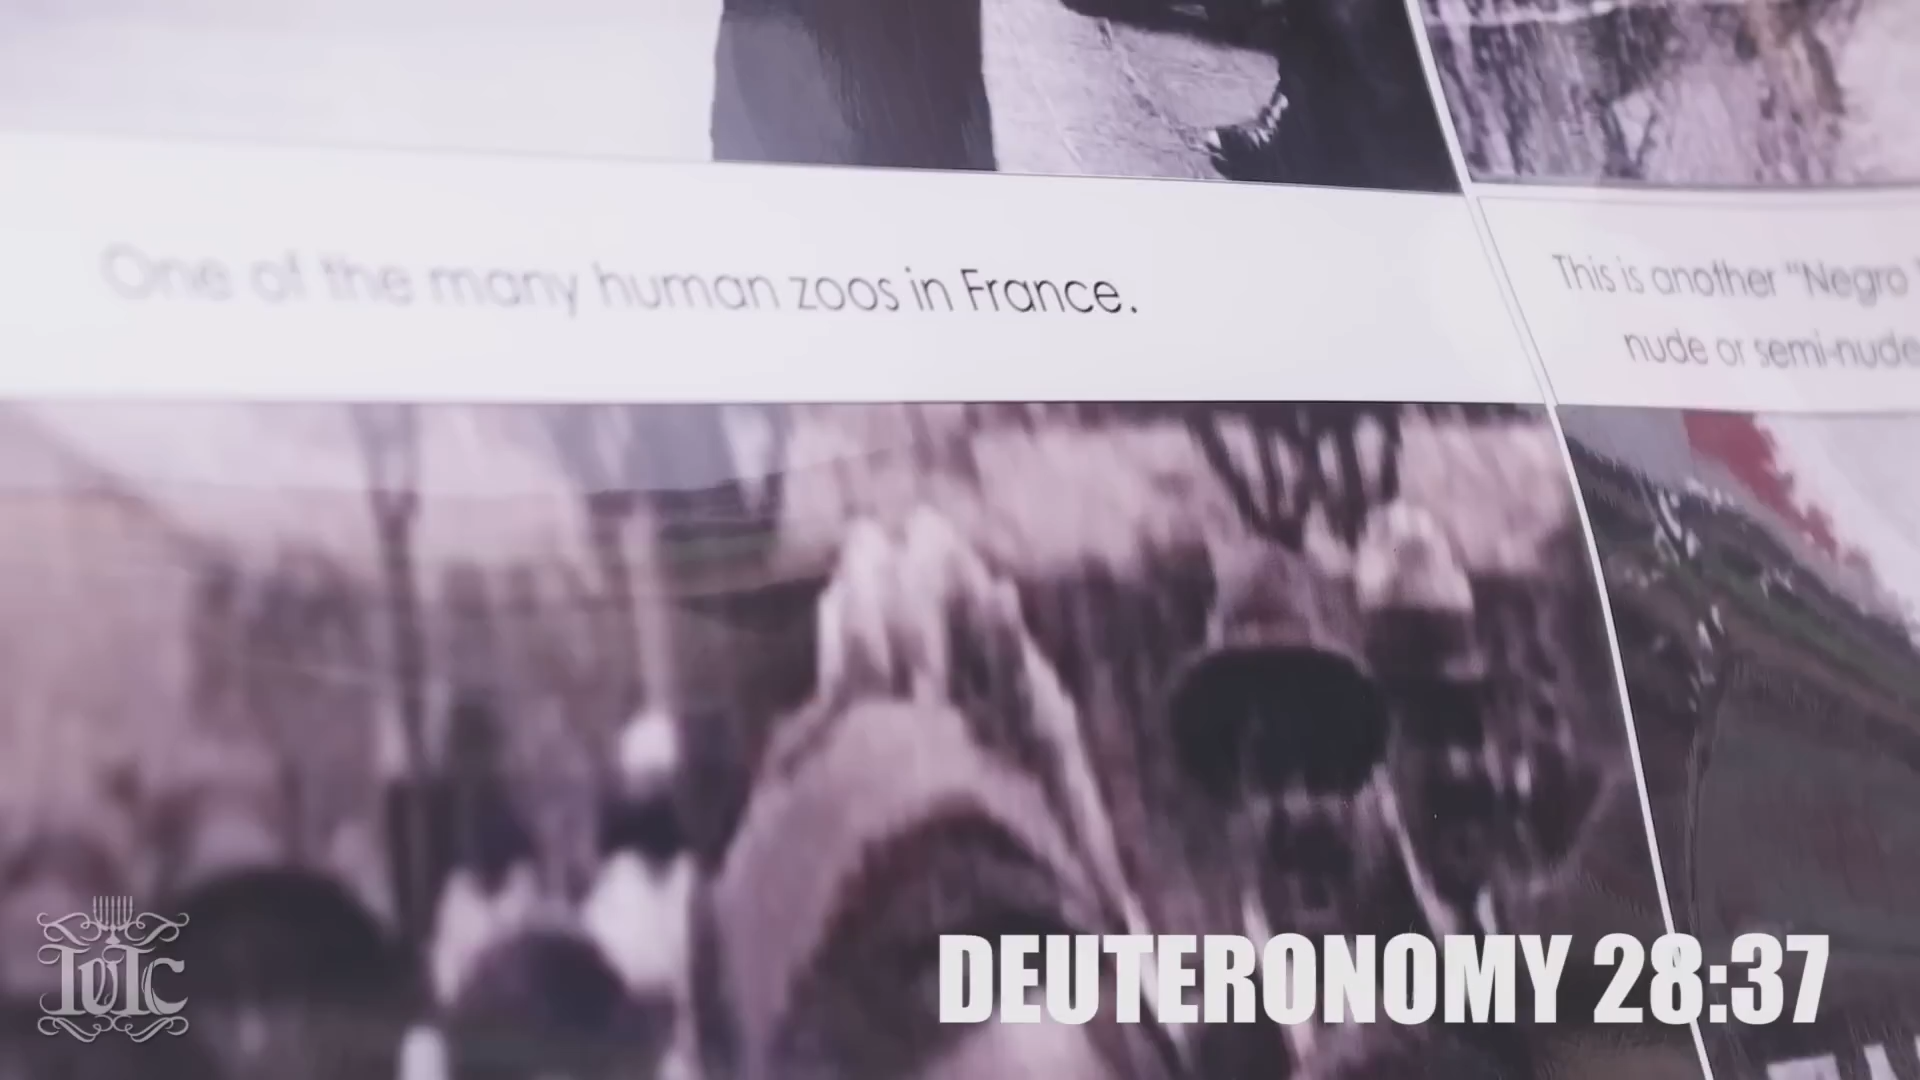 One of the many human zoos in France.
This is another "Negro
nude or semi-nude
DEUTERONOMY 28:37
IUIC